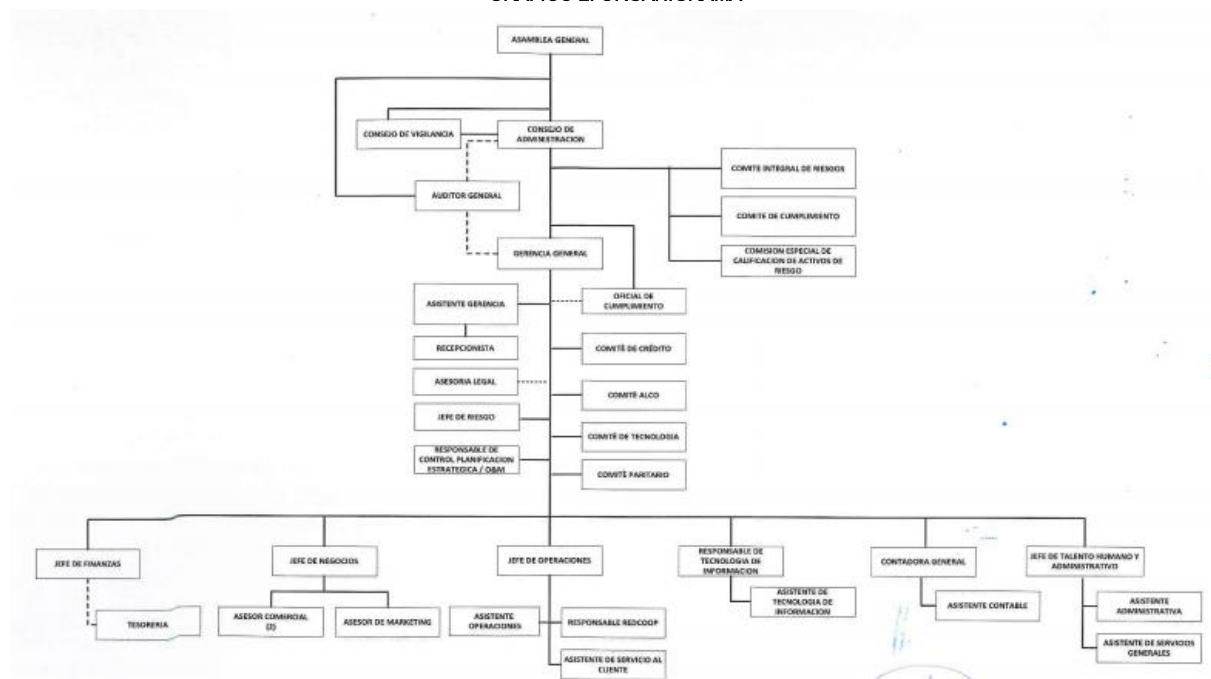 ASAMBLEA GENERAL
CONSEJO DE VIGILANCIA
CONSEJO DE
ADMINISTRACION
COMITE INTEGRAL DE RIESGOS
AUDITOR GENERAL
COMITE DE CUMPLIMIENTO
GERENCIA GENERAL
COMISION ESPECIAL DE
CALIFICACION DE ACTIVOS DE
RIESGO
ASISTENTE GERENCIA
OFICIAL DE
CUMPLIMIENTO
RECEPCIONISTA
COMITÉ DE CRÉDITO
ASESORIA LEGAL
COMITÉ ALCO
JEFE DE RIESGO
COMITÉ DE TECNOLOGIA
RESPONSABLE DE
CONTROL PLANIFICACION
ESTRATEGICA / O&M
COMITÉ PARITARIO
JEFE DE FINANZAS
JEFE DE NEGOCIOS
JEFE DE OPERACIONES
RESPONSABLE DE
TECNOLOGIA DE
INFORMACION
CONTADORA GENERAL
JEFE DE TALENTO HUMANO Y
ADMINISTRATIVO
TESORERIA
ASESOR COMERCIAL
(2)
ASESOR DE MARKETING
ASISTENTE
OPERACIONES
RESPONSABLE REDCOOP
ASISTENTE DE
TECNOLOGIA DE
INFORMACION
ASISTENTE CONTABLE
ASISTENTE
ADMINISTRATIVA
ASISTENTE DE SERVICIO AL
CLIENTE
ASISTENTE DE SERVICIOS
GENERALES